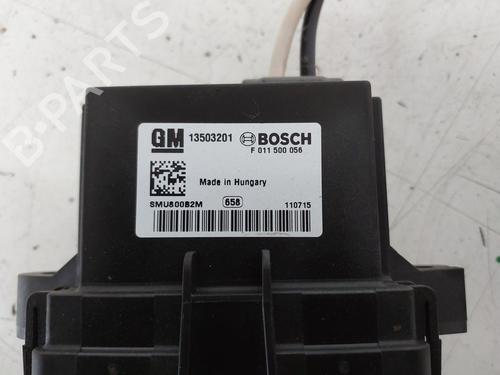 GM 13503201 BOSCH
F 011 500 056
Made in Hungary
SMU800B2M 658 110715
B-Parts